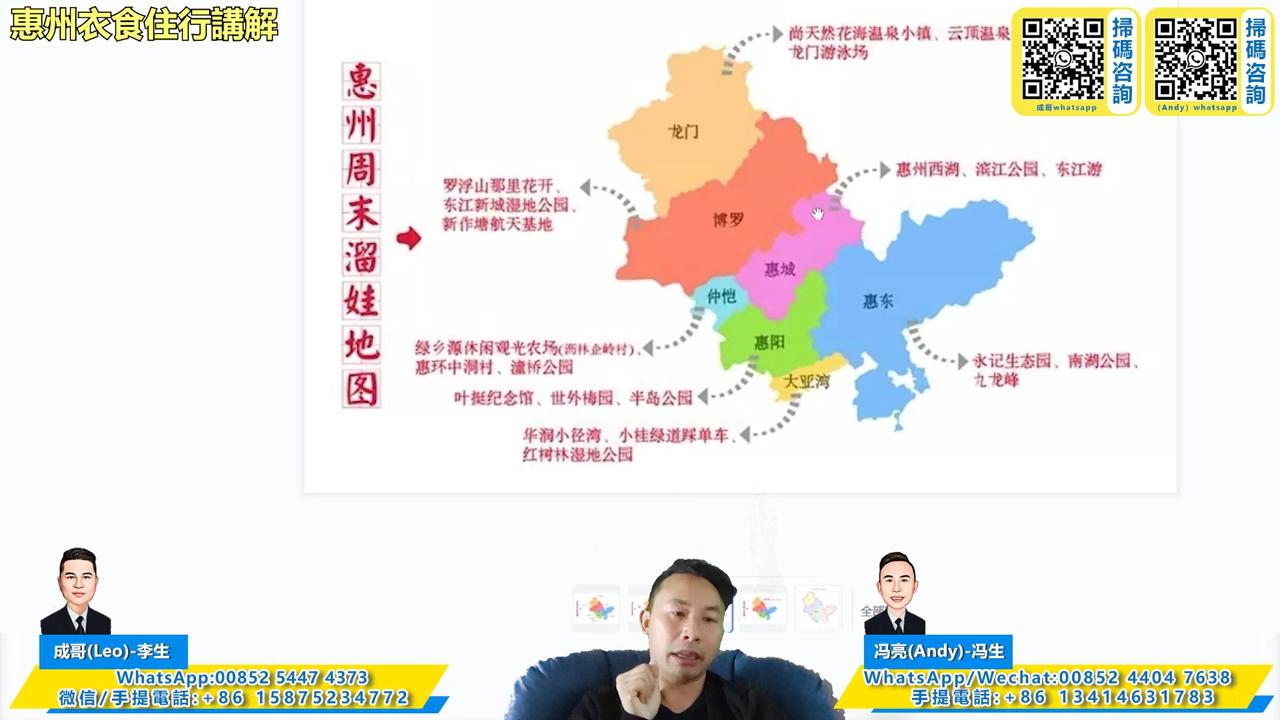 惠州衣食住行講解
惠州周末溜娃地图
尚天然花海温泉小镇、云顶温泉
龙门游泳场
掃碼咨詢
成哥whatsapp
掃碼咨詢
(Andy) whatsapp
龙门
惠州西湖、滨江公园、东江游
罗浮山那里花开、
东江新城湿地公园、
新作塘航天基地
博罗
惠城
仲恺
惠东
惠阳
大亚湾
绿乡源休闲观光农场(沥林企岭村)、
惠环中洞村、潼桥公园
永记生态园、南湖公园、
九龙峰
叶挺纪念馆、世外梅园、半岛公园
华润小径湾、小桂绿道踩单车、
红树林湿地公园
全部
成哥(Leo)-李生
WhatsApp:00852 5447 4373
微信/手提電話:+86 15875234772
冯亮(Andy)-冯生
WhatsApp/Wechat:00852 4404 7638
手提電話:+86 13414631783